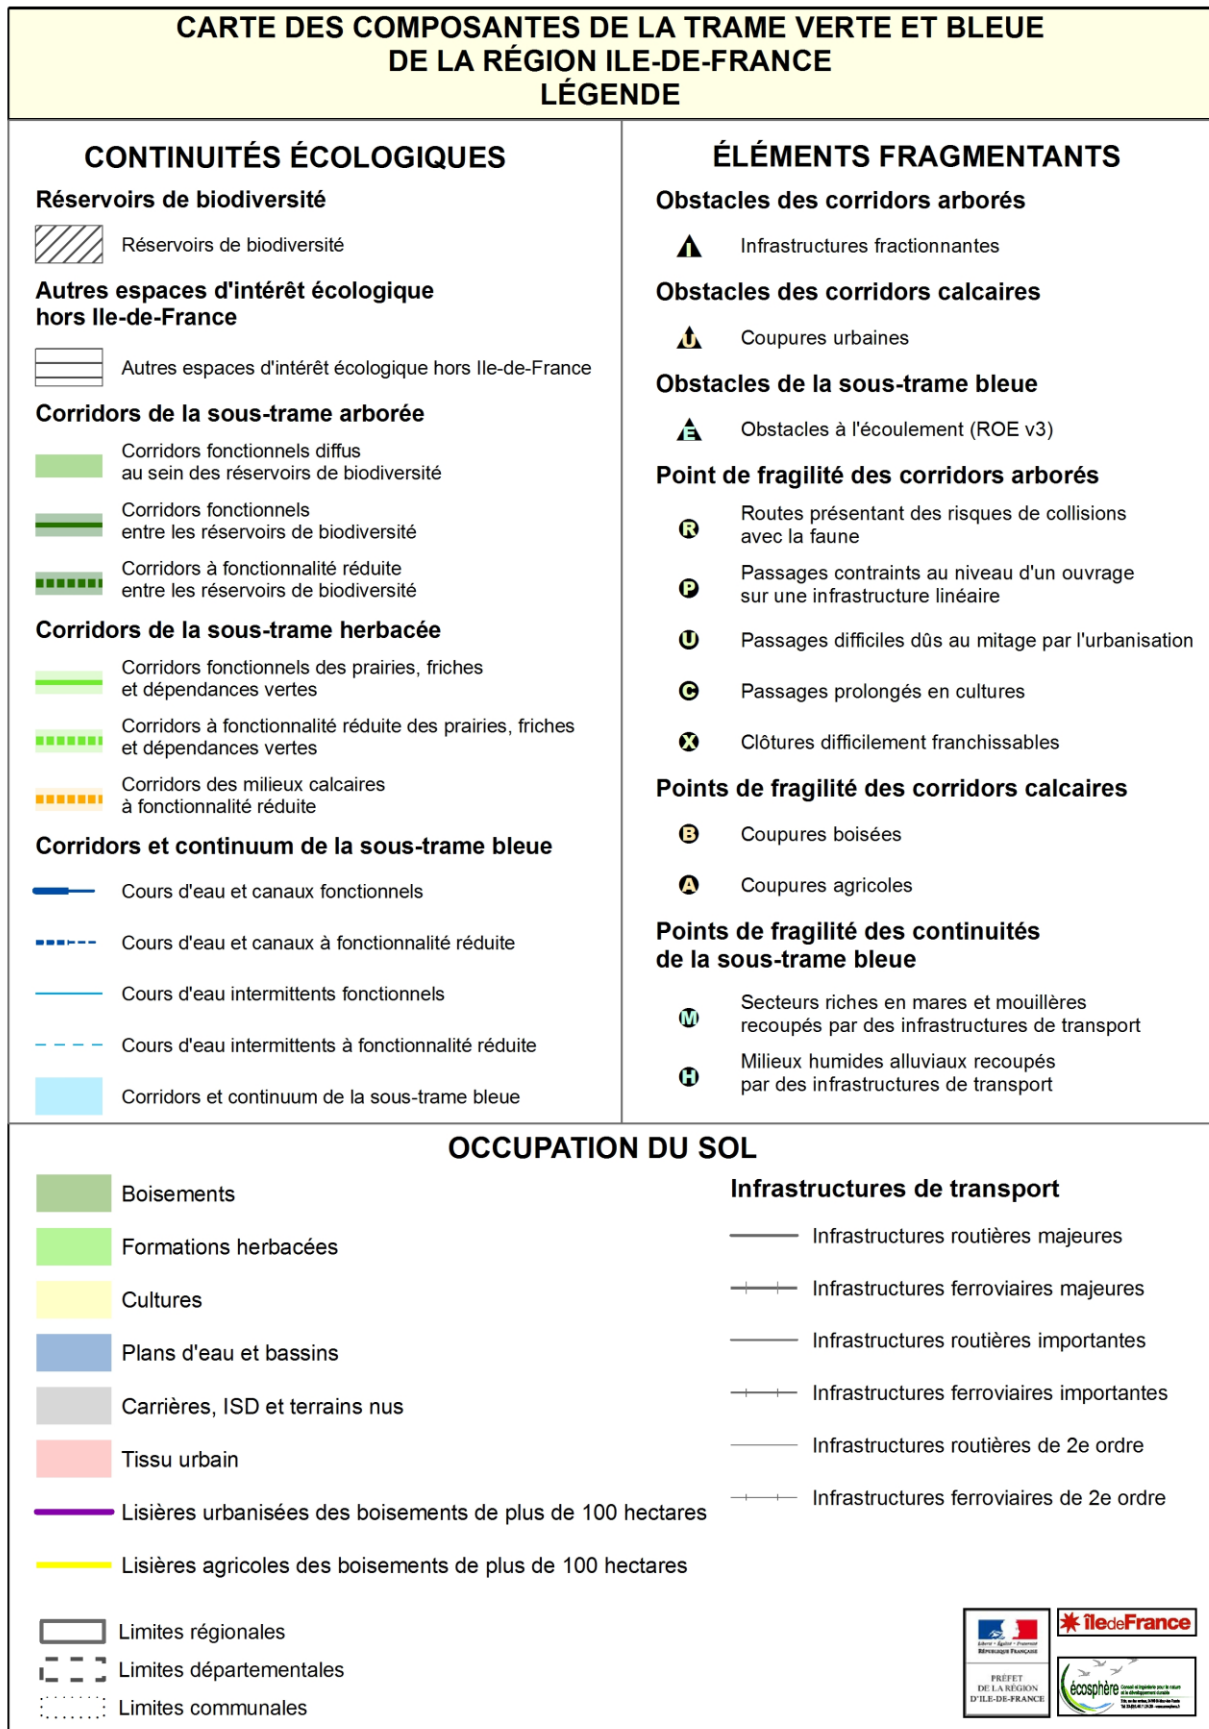 CARTE DES COMPOSANTES DE LA TRAME VERTE ET BLEUE
DE LA RÉGION ILE-DE-FRANCE
LÉGENDE
CONTINUITÉS ÉCOLOGIQUES
Réservoirs de biodiversité
Réservoirs de biodiversité
Autres espaces d'intérêt écologique
hors Ile-de-France
Autres espaces d'intérêt écologique hors Ile-de-France
Corridors de la sous-trame arborée
Corridors fonctionnels diffus
au sein des réservoirs de biodiversité
Corridors fonctionnels
entre les réservoirs de biodiversité
Corridors à fonctionnalité réduite
entre les réservoirs de biodiversité
Corridors de la sous-trame herbacée
Corridors fonctionnels des prairies, friches
et dépendances vertes
Corridors à fonctionnalité réduite des prairies, friches
et dépendances vertes
Corridors des milieux calcaires
à fonctionnalité réduite
Corridors et continuum de la sous-trame bleue
Cours d'eau et canaux fonctionnels
Cours d'eau et canaux à fonctionnalité réduite
Cours d'eau intermittents fonctionnels
Cours d'eau intermittents à fonctionnalité réduite
Corridors et continuum de la sous-trame bleue
ÉLÉMENTS FRAGMENTANTS
Obstacles des corridors arborés
I Infrastructures fractionnantes
Obstacles des corridors calcaires
U Coupures urbaines
Obstacles de la sous-trame bleue
E Obstacles à l'écoulement (ROE v3)
Point de fragilité des corridors arborés
R Routes présentant des risques de collisions
avec la faune
P Passages contraints au niveau d'un ouvrage
sur une infrastructure linéaire
U Passages difficiles dûs au mitage par l'urbanisation
C Passages prolongés en cultures
X Clôtures difficilement franchissables
Points de fragilité des corridors calcaires
B Coupures boisées
A Coupures agricoles
Points de fragilité des continuités
de la sous-trame bleue
M Secteurs riches en mares et mouillères
recoupés par des infrastructures de transport
H Milieux humides alluviaux recoupés
par des infrastructures de transport
OCCUPATION DU SOL
Boisements
Formations herbacées
Cultures
Plans d'eau et bassins
Carrières, ISD et terrains nus
Tissu urbain
Lisières urbanisées des boisements de plus de 100 hectares
Lisières agricoles des boisements de plus de 100 hectares
Limites régionales
Limites départementales
Limites communales
Infrastructures de transport
Infrastructures routières majeures
Infrastructures ferroviaires majeures
Infrastructures routières importantes
Infrastructures ferroviaires importantes
Infrastructures routières de 2e ordre
Infrastructures ferroviaires de 2e ordre
Liberté • Égalité • Fraternité
RÉPUBLIQUE FRANÇAISE
PRÉFET
DE LA RÉGION
D'ILE-DE-FRANCE
îledeFrance
écosphère
Conseil et ingénierie pour la nature
et le développement durable